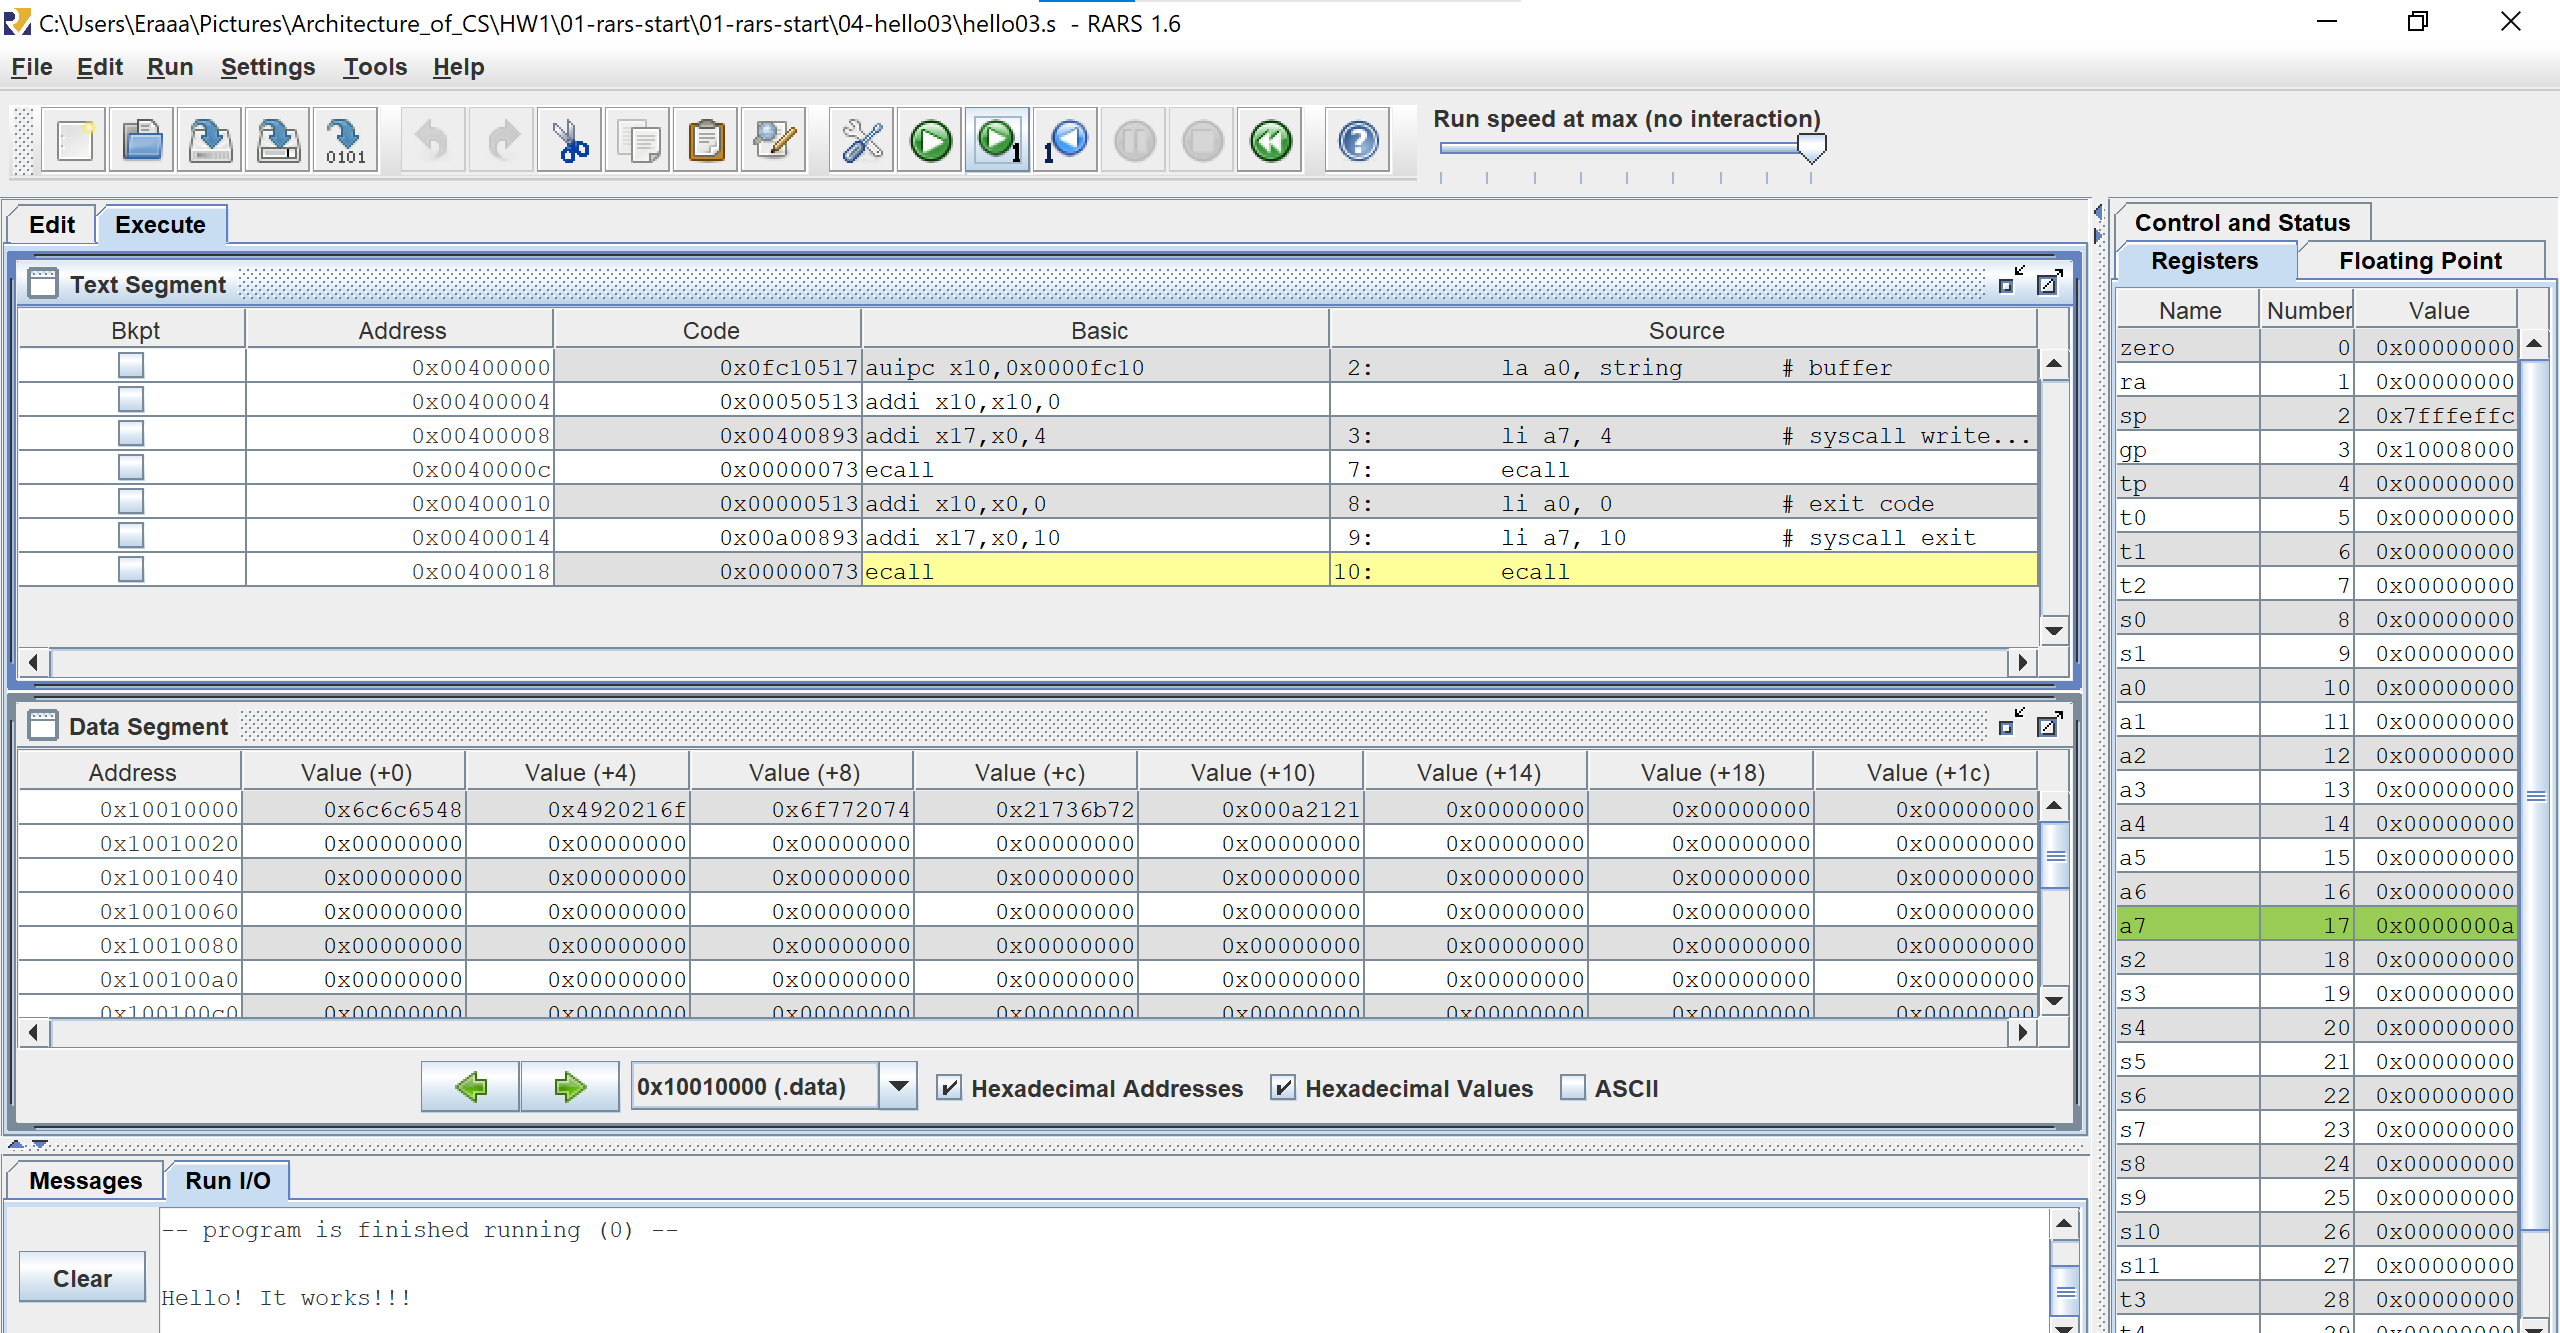 C:\Users\Eraaa\Pictures\Architecture_of_CS\HW1\01-rars-start\01-rars-start\04-hello03\hello03.s - RARS 1.6
File Edit Run Settings Tools Help
0101 1 1
Run speed at max (no interaction)
Edit Execute
Text Segment
Bkpt Address Code Basic Source
0x00400000 0x0fc10517 auipc x10,0x0000fc10 2: la a0, string # buffer
0x00400004 0x00050513 addi x10,x10,0
0x00400008 0x00400893 addi x17,x0,4 3: li a7, 4 # syscall write...
0x0040000c 0x00000073 ecall 7: ecall
0x00400010 0x00000513 addi x10,x0,0 8: li a0, 0 # exit code
0x00400014 0x00a00893 addi x17,x0,10 9: li a7, 10 # syscall exit
0x00400018 0x00000073 ecall 10: ecall
Data Segment
Address Value (+0) Value (+4) Value (+8) Value (+c) Value (+10) Value (+14) Value (+18) Value (+1c)
0x10010000 0x6c6c6548 0x4920216f 0x6f772074 0x21736b72 0x000a2121 0x00000000 0x00000000 0x00000000
0x10010020 0x00000000 0x00000000 0x00000000 0x00000000 0x00000000 0x00000000 0x00000000 0x00000000
0x10010040 0x00000000 0x00000000 0x00000000 0x00000000 0x00000000 0x00000000 0x00000000 0x00000000
0x10010060 0x00000000 0x00000000 0x00000000 0x00000000 0x00000000 0x00000000 0x00000000 0x00000000
0x10010080 0x00000000 0x00000000 0x00000000 0x00000000 0x00000000 0x00000000 0x00000000 0x00000000
0x100100a0 0x00000000 0x00000000 0x00000000 0x00000000 0x00000000 0x00000000 0x00000000 0x00000000
0x100100c0 0x00000000 0x00000000 0x00000000 0x00000000 0x00000000 0x00000000 0x00000000 0x00000000
0x10010000 (.data) Hexadecimal Addresses Hexadecimal Values ASCII
Messages Run I/O
-- program is finished running (0) --
Clear
Hello! It works!!!
Control and Status
Registers Floating Point
Name Number Value
zero 0 0x00000000
ra 1 0x00000000
sp 2 0x7fffeffc
gp 3 0x10008000
tp 4 0x00000000
t0 5 0x00000000
t1 6 0x00000000
t2 7 0x00000000
s0 8 0x00000000
s1 9 0x00000000
a0 10 0x00000000
a1 11 0x00000000
a2 12 0x00000000
a3 13 0x00000000
a4 14 0x00000000
a5 15 0x00000000
a6 16 0x00000000
a7 17 0x0000000a
s2 18 0x00000000
s3 19 0x00000000
s4 20 0x00000000
s5 21 0x00000000
s6 22 0x00000000
s7 23 0x00000000
s8 24 0x00000000
s9 25 0x00000000
s10 26 0x00000000
s11 27 0x00000000
t3 28 0x00000000